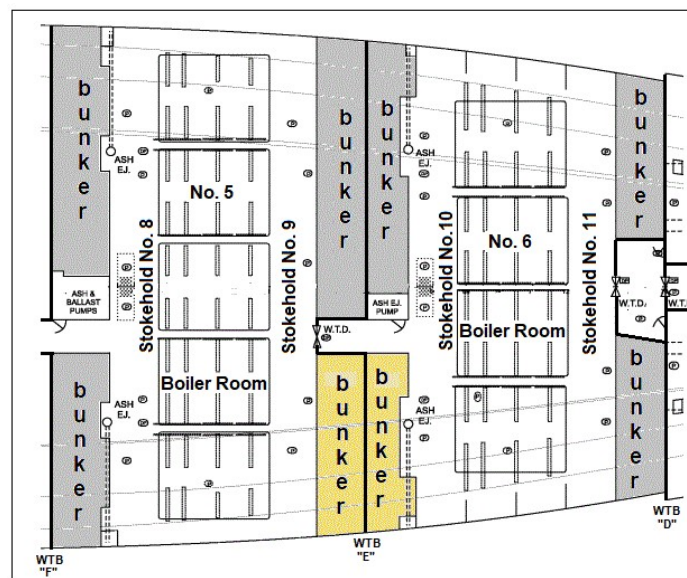 bunker
bunker
bunker
bunker
ASH
EJ.
ASH
EJ.
No. 5
No. 6
Stokehold No. 8
Stokehold No. 9
Stokehold No.10
Stokehold No. 11
ASH &
BALLAST
PUMPS
ASH EJ.
PUMP
W.T.D.
W.T.D.
W.T.
Boiler Room
Boiler Room
bunker
bunker
bunker
bunker
ASH
EJ.
ASH
EJ.
WTB
"F"
WTB
"E"
WTB
"D"